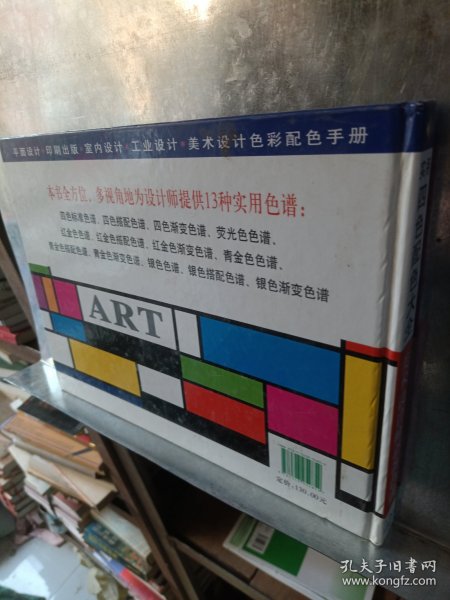 平面设计·印刷出版·室内设计·工业设计·美术设计色彩配色手册
本书全方位、多视角地为设计师提供13种实用色谱：
四色标准色谱、四色搭配色谱、四色渐变色谱、荧光色色谱、
红金色色谱、红金色搭配色谱、红金色渐变色谱、青金色色谱、
青金色搭配色谱、青金色渐变色谱、银色色谱、银色搭配色谱、银色渐变色谱
ART
定价：130.00元
孔夫子旧书网
www.kongfz.com